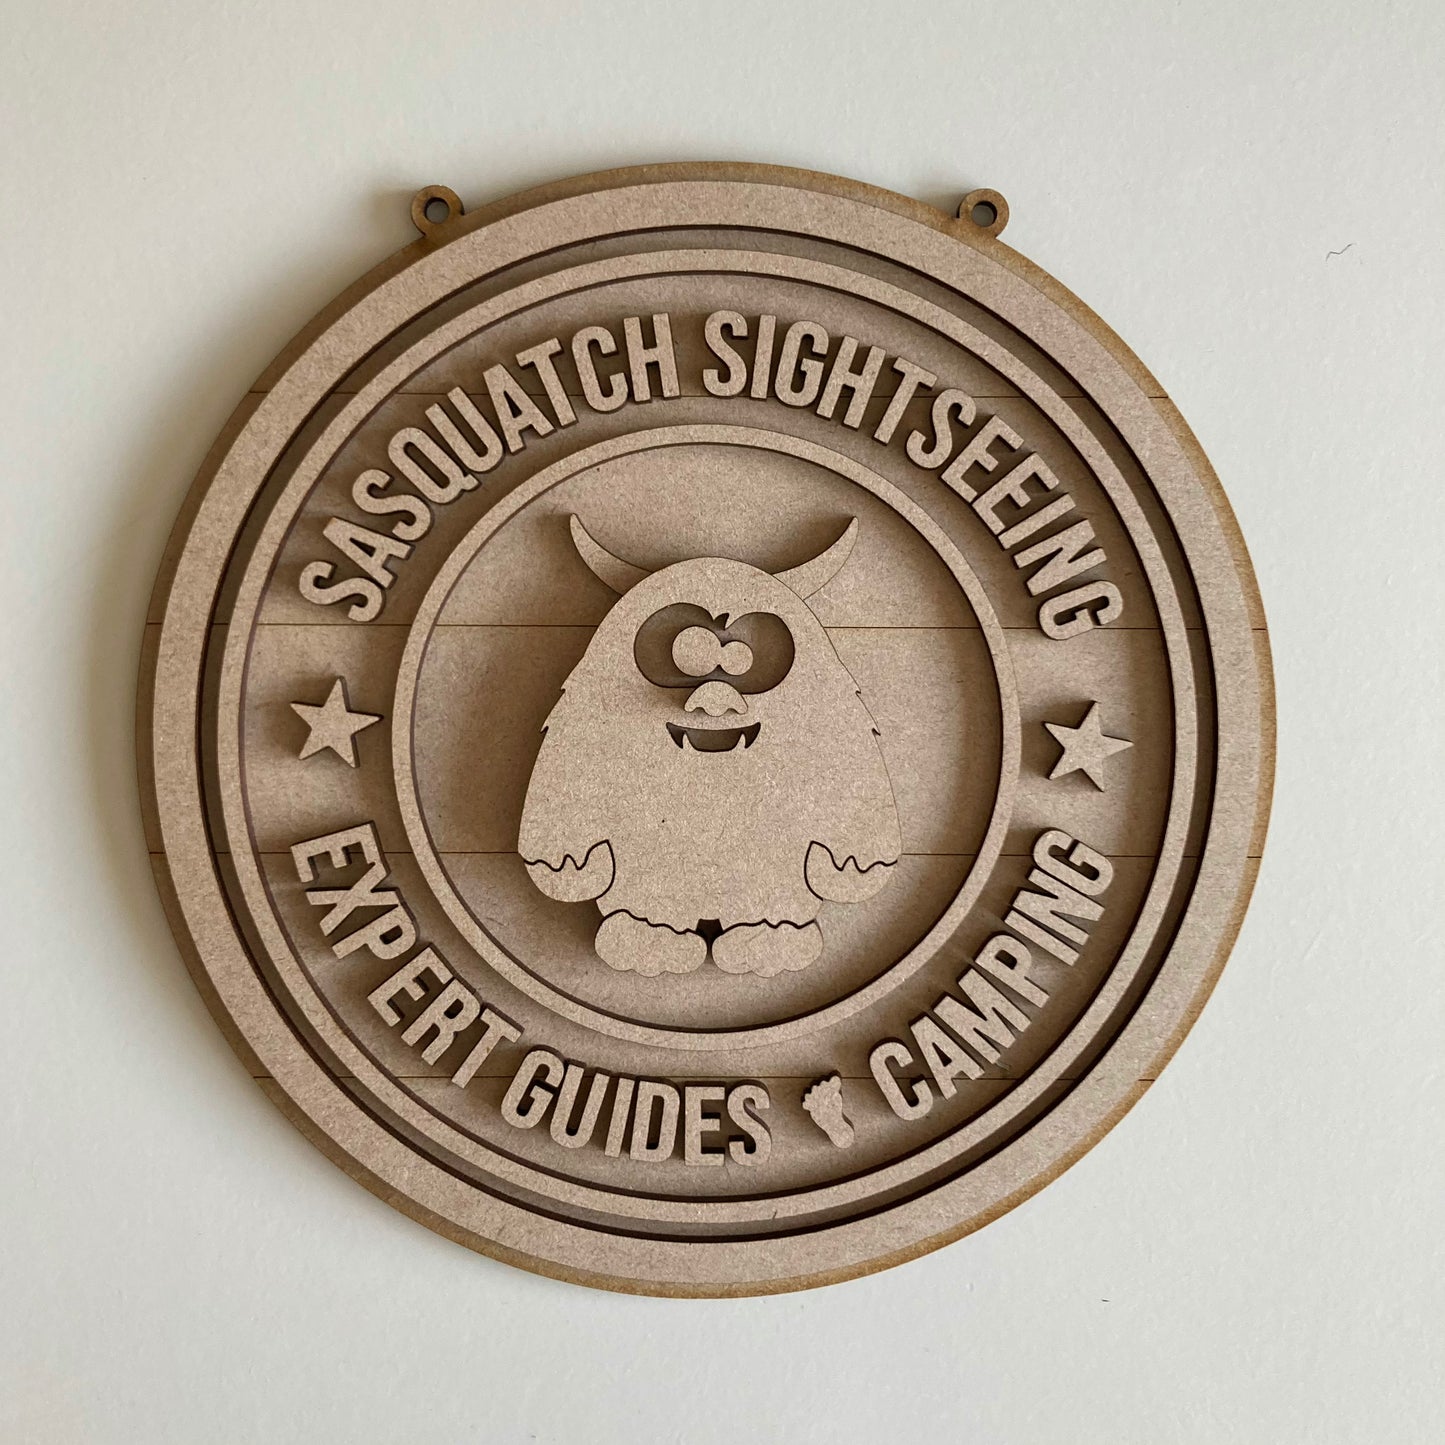 SASQUATCH SIGHTSEEING
EXPERT GUIDES CAMPING